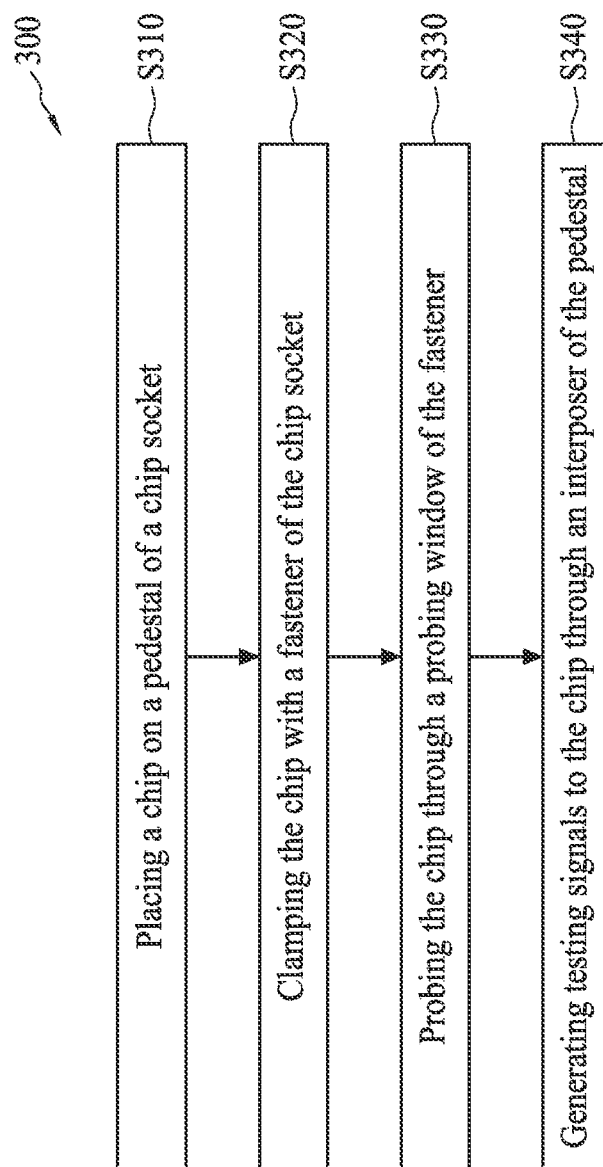 300
Placing a chip on a pedestal of a chip socket
S310
Clamping the chip with a fastener of the chip socket
S320
Probing the chip through a probing window of the fastener
S330
Generating testing signals to the chip through an interposer of the pedestal
S340